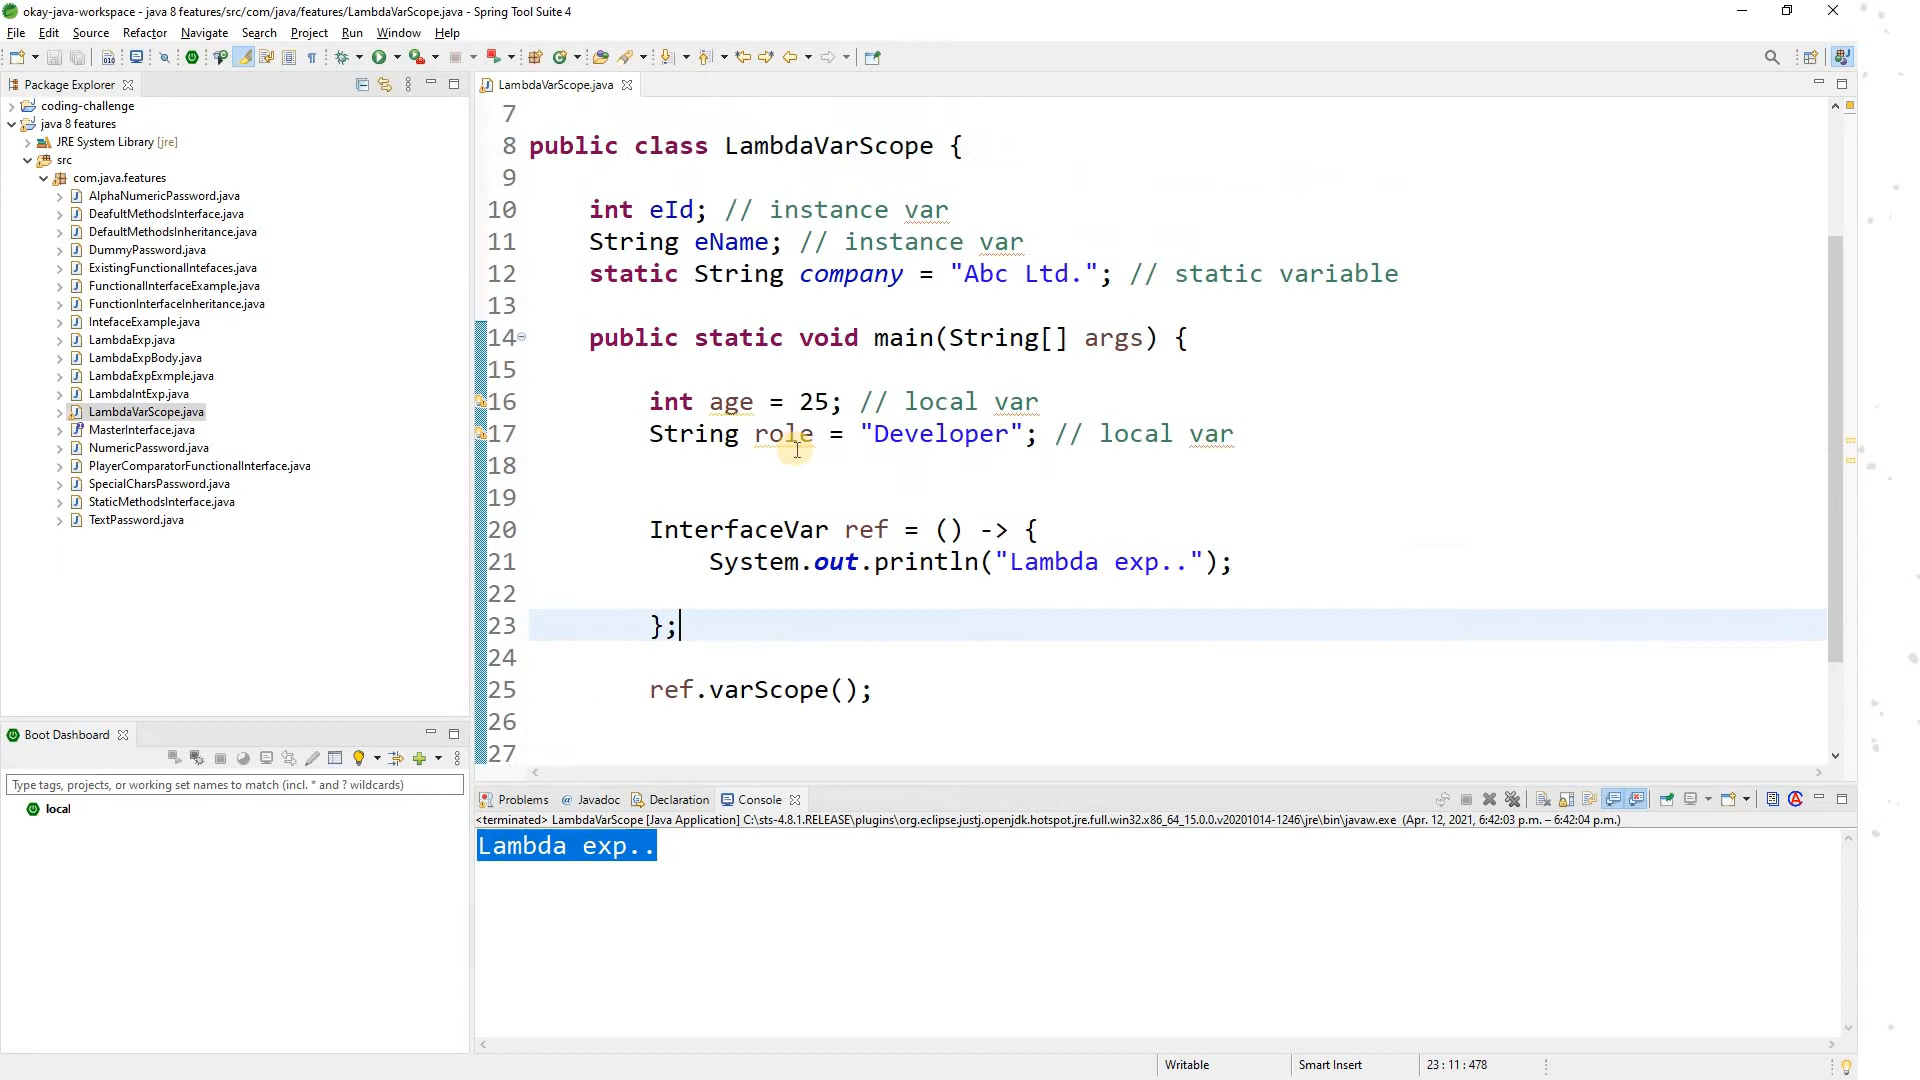 okay-java-workspace - java 8 features/src/com/java/features/LambdaVarScope.java - Spring Tool Suite 4
File Edit Source Refactor Navigate Search Project Run Window Help
Package Explorer
coding-challenge
java 8 features
JRE System Library [jre]
src
com.java.features
AlphaNumericPassword.java
DeafultMethodsInterface.java
DefaultMethodsInheritance.java
DummyPassword.java
ExistingFunctionalIntefaces.java
FunctionalInterfaceExample.java
FunctionInterfaceInheritance.java
IntefaceExample.java
LambdaExp.java
LambdaExpBody.java
LambdaExpExmple.java
LambdaIntExp.java
LambdaVarScope.java
MasterInterface.java
NumericPassword.java
PlayerComparatorFunctionalInterface.java
SpecialCharsPassword.java
StaticMethodsInterface.java
TextPassword.java
Boot Dashboard
Type tags, projects, or working set names to match (incl. * and ? wildcards)
local
LambdaVarScope.java
7
8 public class LambdaVarScope {
9
10 int eId; // instance var
11 String eName; // instance var
12 static String company = "Abc Ltd."; // static variable
13
14 public static void main(String[] args) {
15
16 int age = 25; // local var
17 String role = "Developer"; // local var
18
19
20 InterfaceVar ref = () -> {
21 System.out.println("Lambda exp..");
22
23 };
24
25 ref.varScope();
26
27
Problems @ Javadoc Declaration Console
<terminated> LambdaVarScope [Java Application] C:\sts-4.8.1.RELEASE\plugins\org.eclipse.justj.openjdk.hotspot.jre.full.win32.x86_64_15.0.0.v20201014-1246\jre\bin\javaw.exe (Apr. 12, 2021, 6:42:03 p.m. – 6:42:04 p.m.)
Lambda exp..
Writable Smart Insert 23 : 11 : 478